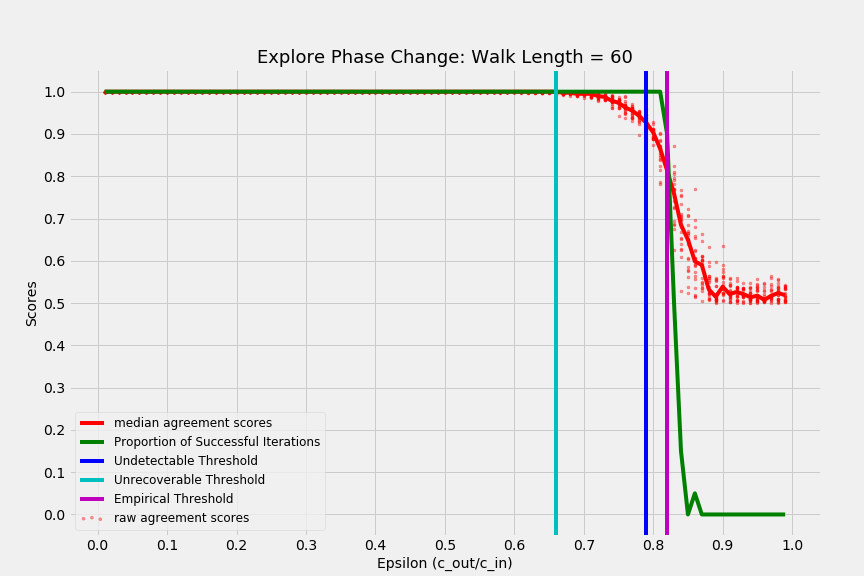 Explore Phase Change: Walk Length = 60
Scores
1.0
0.9
0.8
0.7
0.6
0.5
0.4
0.3
0.2
0.1
0.0
median agreement scores
Proportion of Successful Iterations
Undetectable Threshold
Unrecoverable Threshold
Empirical Threshold
raw agreement scores
0.0 0.1 0.2 0.3 0.4 0.5 0.6 0.7 0.8 0.9 1.0
Epsilon (c_out/c_in)